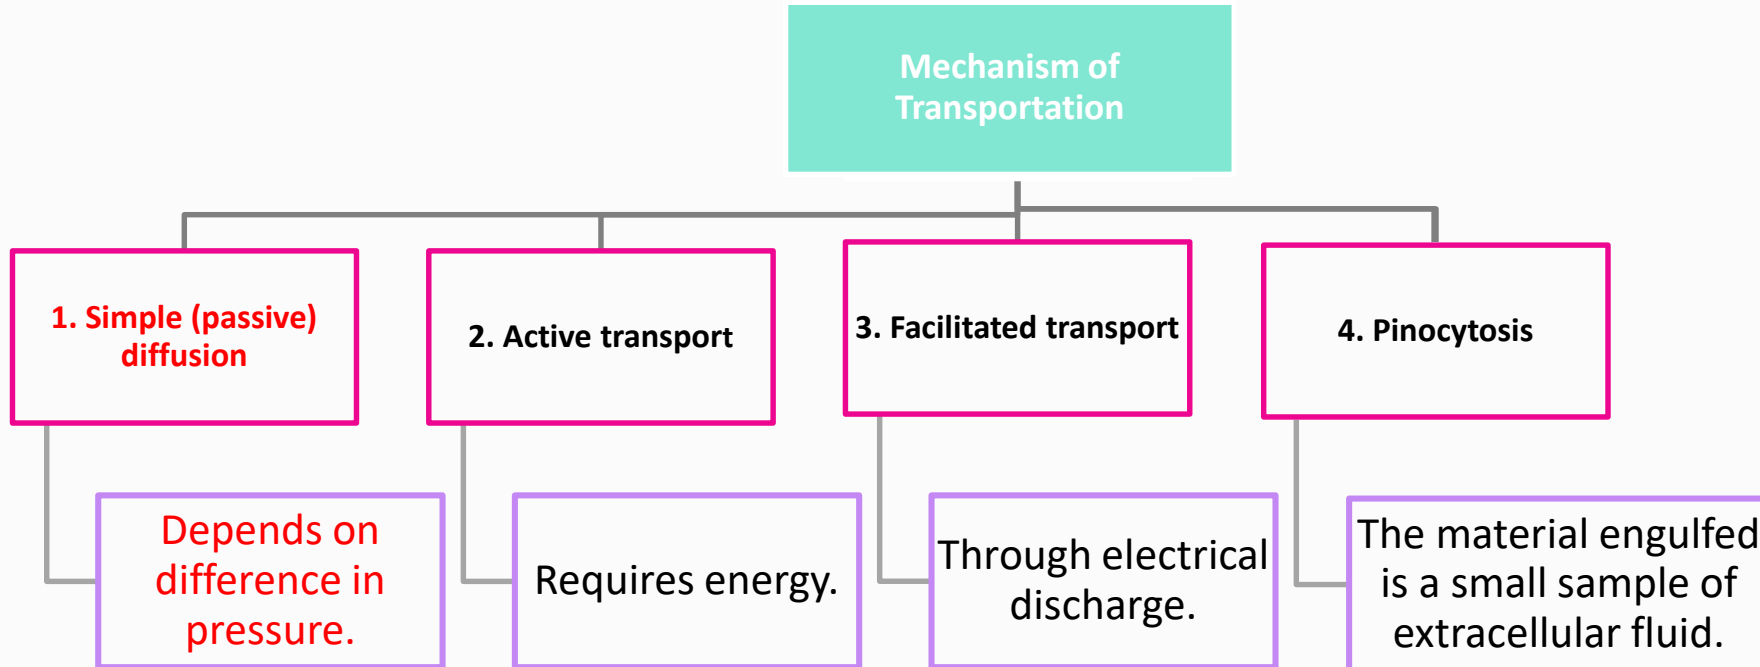 Mechanism of
Transportation
1. Simple (passive)
diffusion
2. Active transport
3. Facilitated transport
4. Pinocytosis
Depends on
difference in
pressure.
Requires energy.
Through electrical
discharge.
The material engulfed
is a small sample of
extracellular fluid.